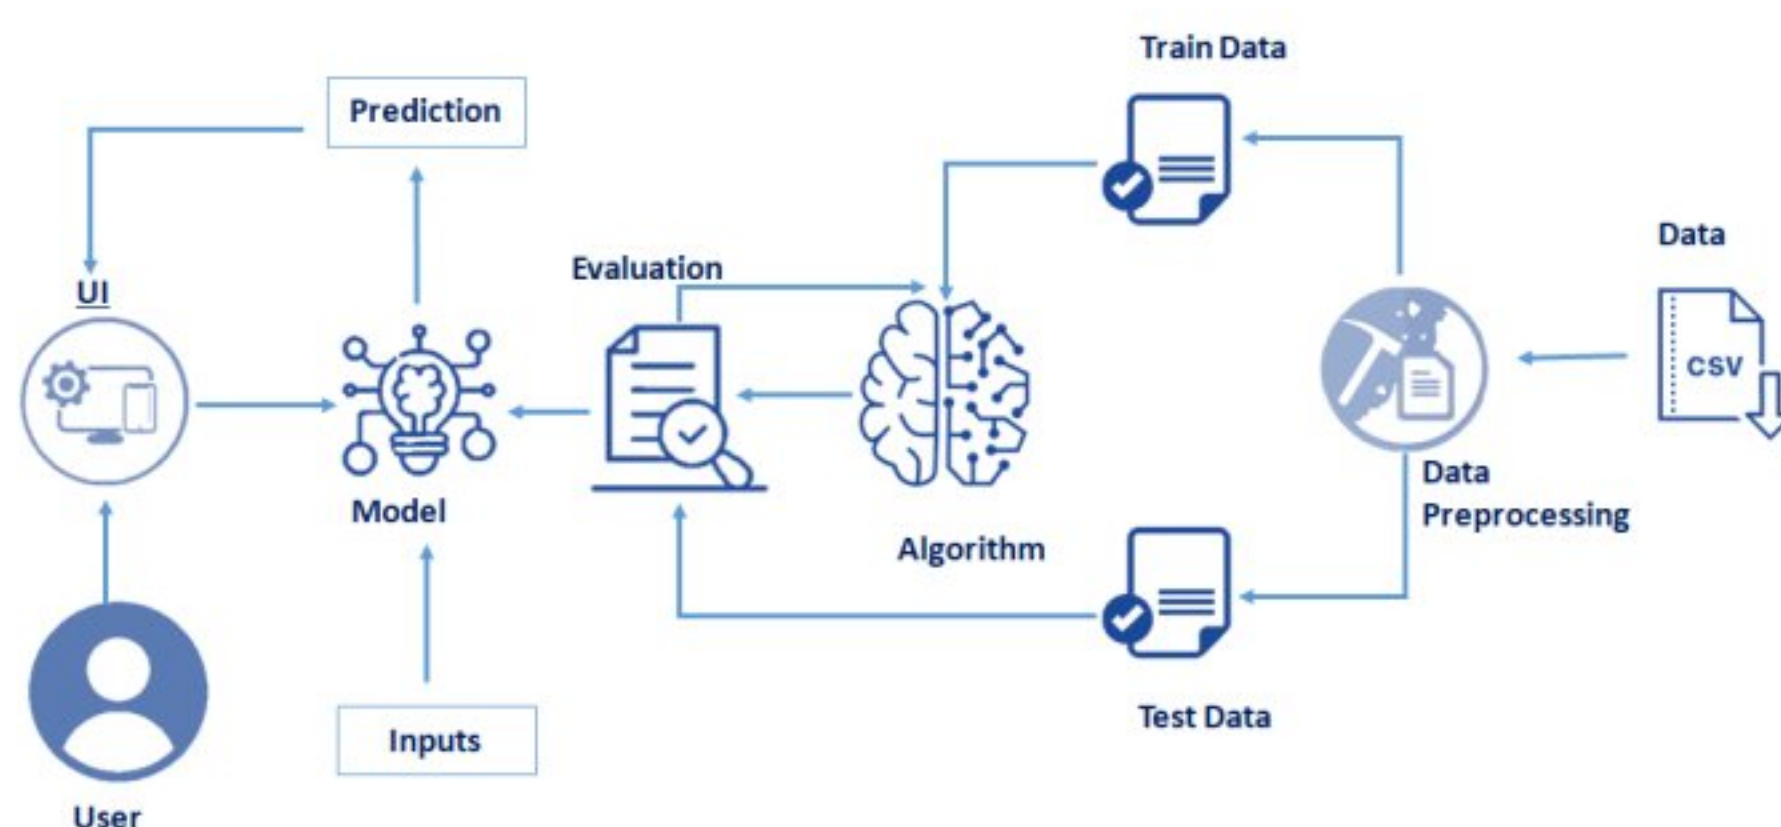 Train Data
Prediction
Data
Evaluation
UI
CSV
Data
Preprocessing
Model
Algorithm
Test Data
Inputs
User